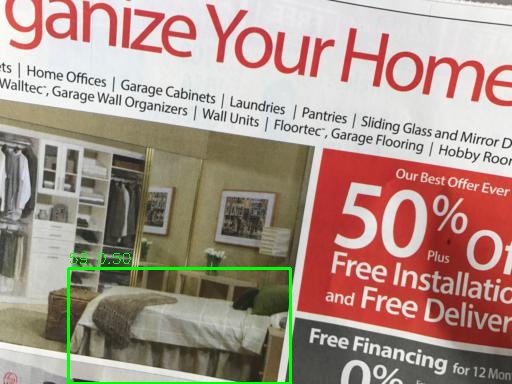 ganize Your Home
ts | Home Offices | Garage Cabinets | Laundries | Pantries | Sliding Glass and Mirror D
Walltec, Garage Wall Organizers | Wall Units | Floortec, Garage Flooring | Hobby Roo
Our Best Offer Ever
50% Of
Plus
Free Installatio
and Free Deliver
Free Financing for 12 Mon
0%